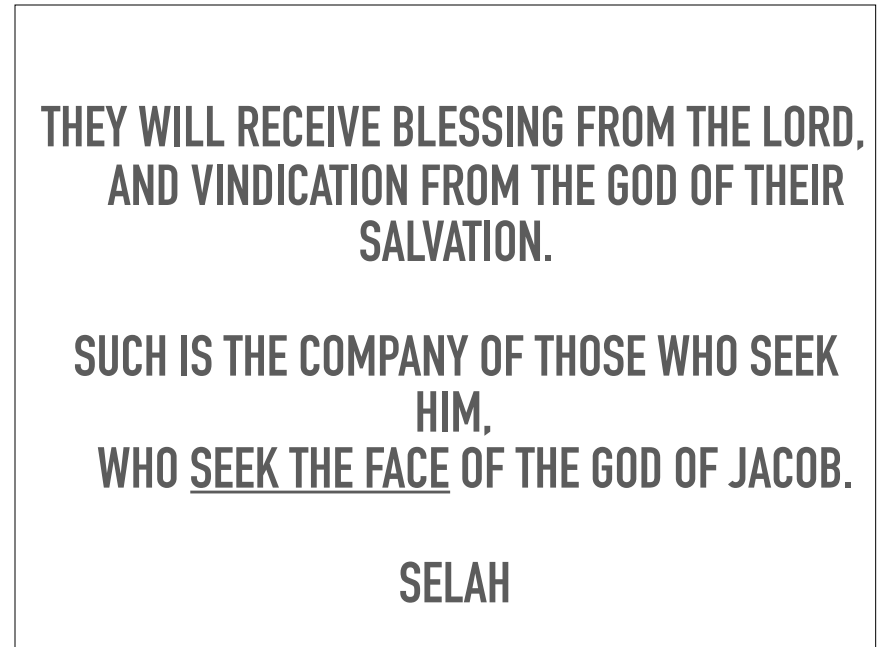 THEY WILL RECEIVE BLESSING FROM THE LORD,
AND VINDICATION FROM THE GOD OF THEIR
SALVATION.
SUCH IS THE COMPANY OF THOSE WHO SEEK
HIM,
WHO SEEK THE FACE OF THE GOD OF JACOB.
SELAH